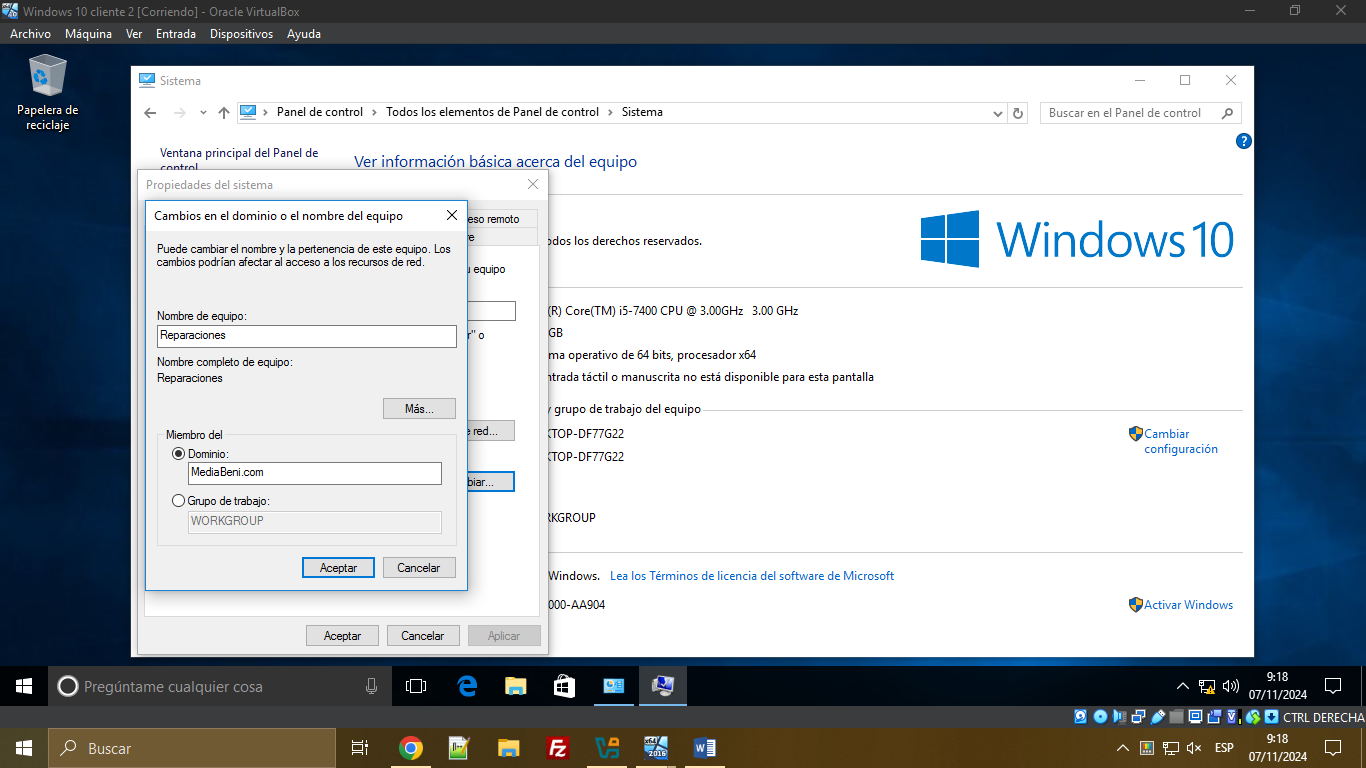 Windows 10 cliente 2 [Corriendo] - Oracle VirtualBox
Archivo Máquina Ver Entrada Dispositivos Ayuda
Papelera de
reciclaje
Sistema
Panel de control Todos los elementos de Panel de control Sistema
Buscar en el Panel de control
Ventana principal del Panel de
control
Ver información básica acerca del equipo
Propiedades del sistema
Cambios en el dominio o el nombre del equipo
eso remoto
re
Puede cambiar el nombre y la pertenencia de este equipo. Los
cambios podrían afectar al acceso a los recursos de red.
u equipo
odos los derechos reservados.
Windows 10
Nombre de equipo:
Reparaciones
r" o
Nombre completo de equipo:
Reparaciones
Más...
(R) Core(TM) i5-7400 CPU @ 3.00GHz 3.00 GHz
GB
ma operativo de 64 bits, procesador x64
ntrada táctil o manuscrita no está disponible para esta pantalla
y grupo de trabajo del equipo
Miembro del
Dominio:
MediaBeni.com
Grupo de trabajo:
WORKGROUP
e red...
biar...
KTOP-DF77G22
KTOP-DF77G22
RKGROUP
Cambiar
configuración
Aceptar Cancelar
Windows. Lea los Términos de licencia del software de Microsoft
000-AA904
Activar Windows
Aceptar Cancelar Aplicar
Pregúntame cualquier cosa
9:18
07/11/2024
CTRL DERECHA
Buscar
x64
2016
ESP
9:18
07/11/2024